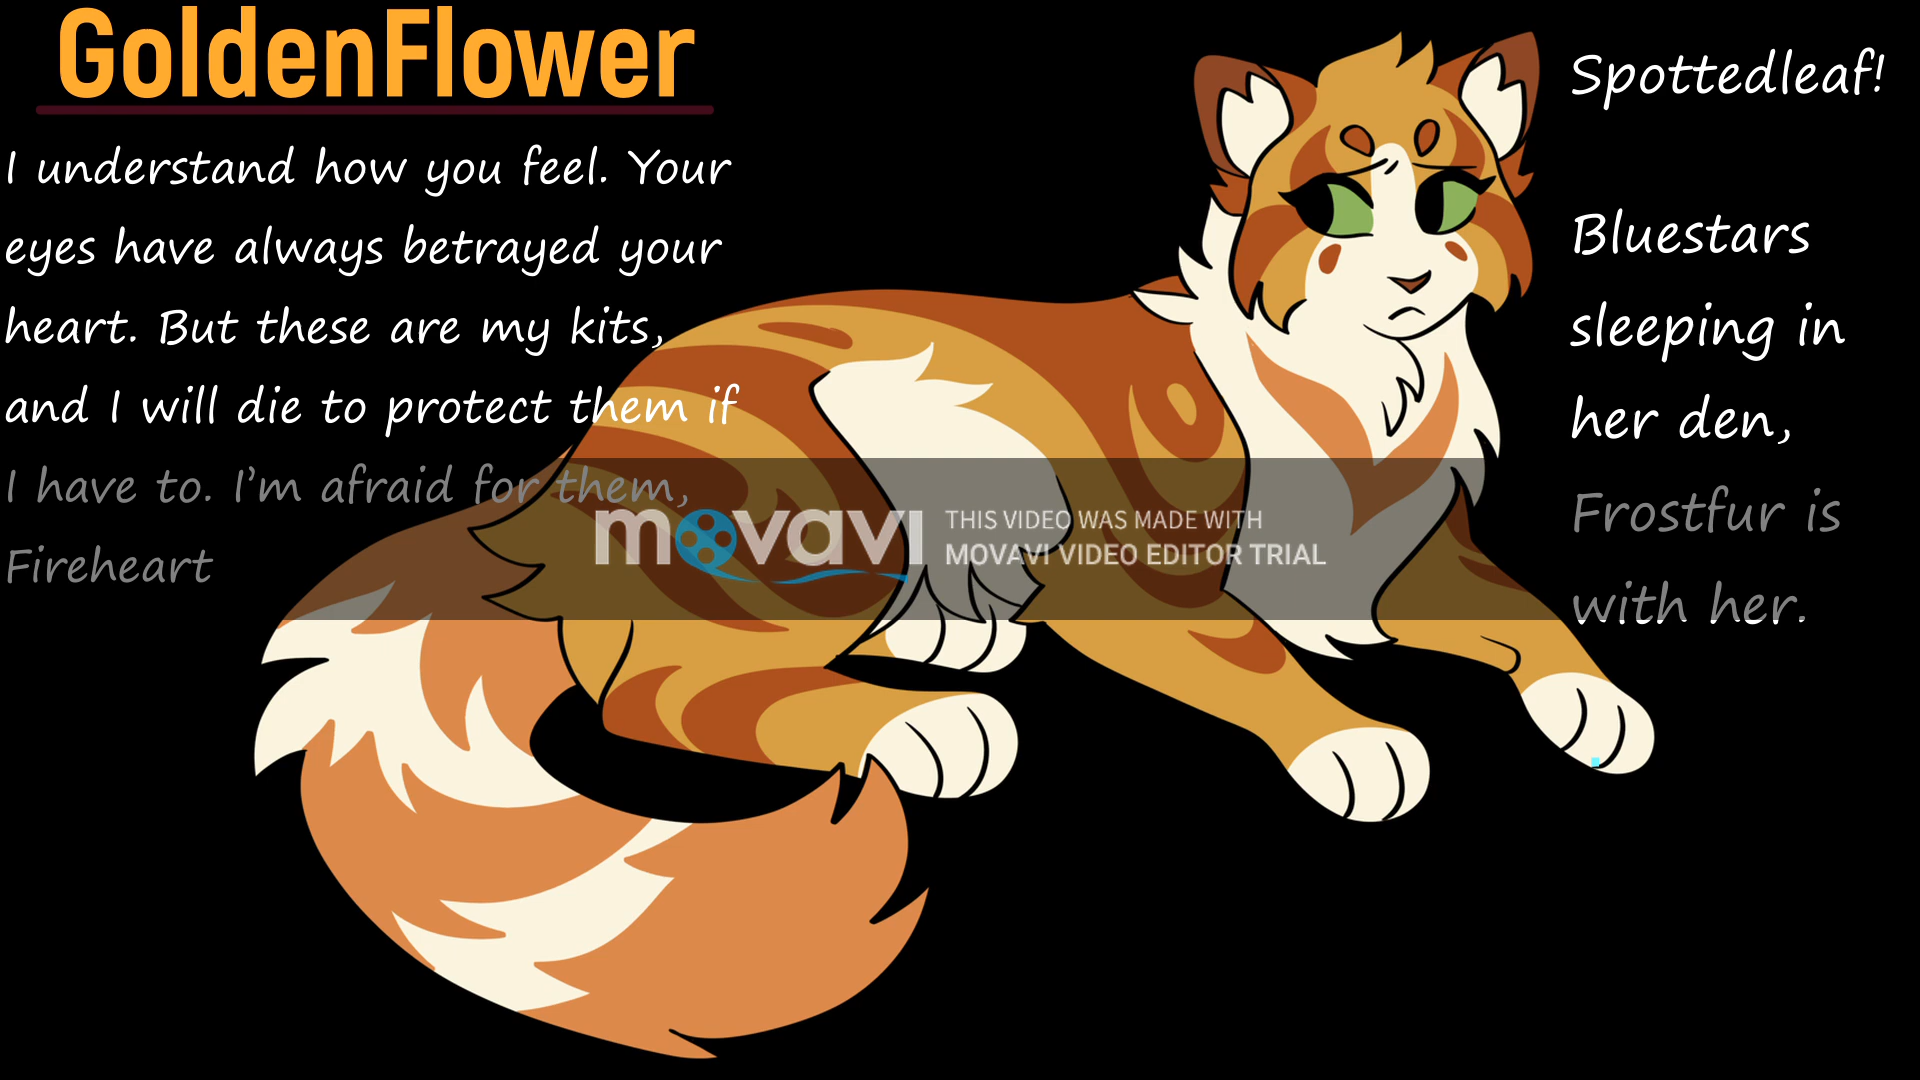 GoldenFlower
I understand how you feel. Your
eyes have always betrayed your
heart. But these are my kits,
and I will die to protect them if
I have to. I'm afraid for them,
Fireheart
Spottedleaf!
Bluestars
sleeping in
her den,
Frostfur is
with her.
movavi
THIS VIDEO WAS MADE WITH
MOVAVI VIDEO EDITOR TRIAL